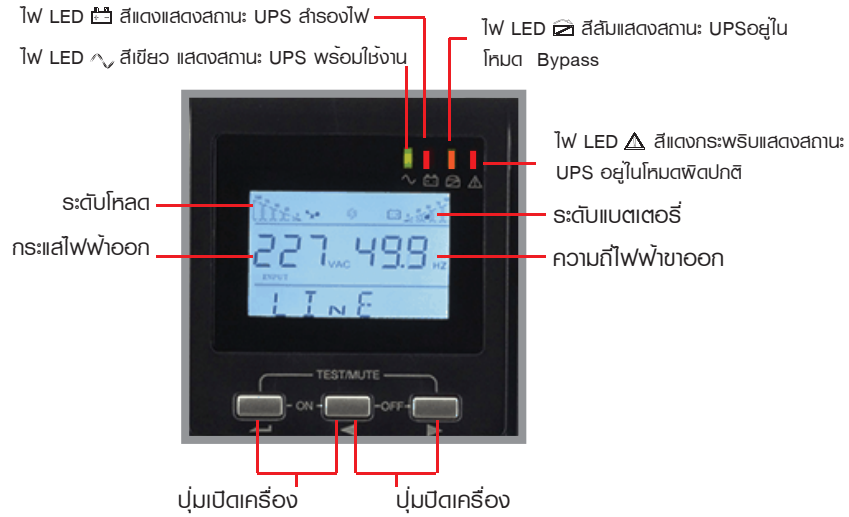 ไฟ LED สีแดงแสดงสถานะ UPS สำรองไฟ
ไฟ LED สีส้มแสดงสถานะ UPSอยู่ใน
โหมด Bypass
ไฟ LED สีเขียว แสดงสถานะ UPS พร้อมใช้งาน
ไฟ LED สีแดงกระพริบแสดงสถานะ
UPS อยู่ในโหมดผิดปกติ
ระดับโหลด
ระดับแบตเตอรี่
กระแสไฟฟ้าออก
ความถี่ไฟฟ้าขาออก
227 VAC 49.9 HZ
INPUT
LINE
TEST/MUTE
ON OFF
ปุ่มเปิดเครื่อง
ปุ่มปิดเครื่อง